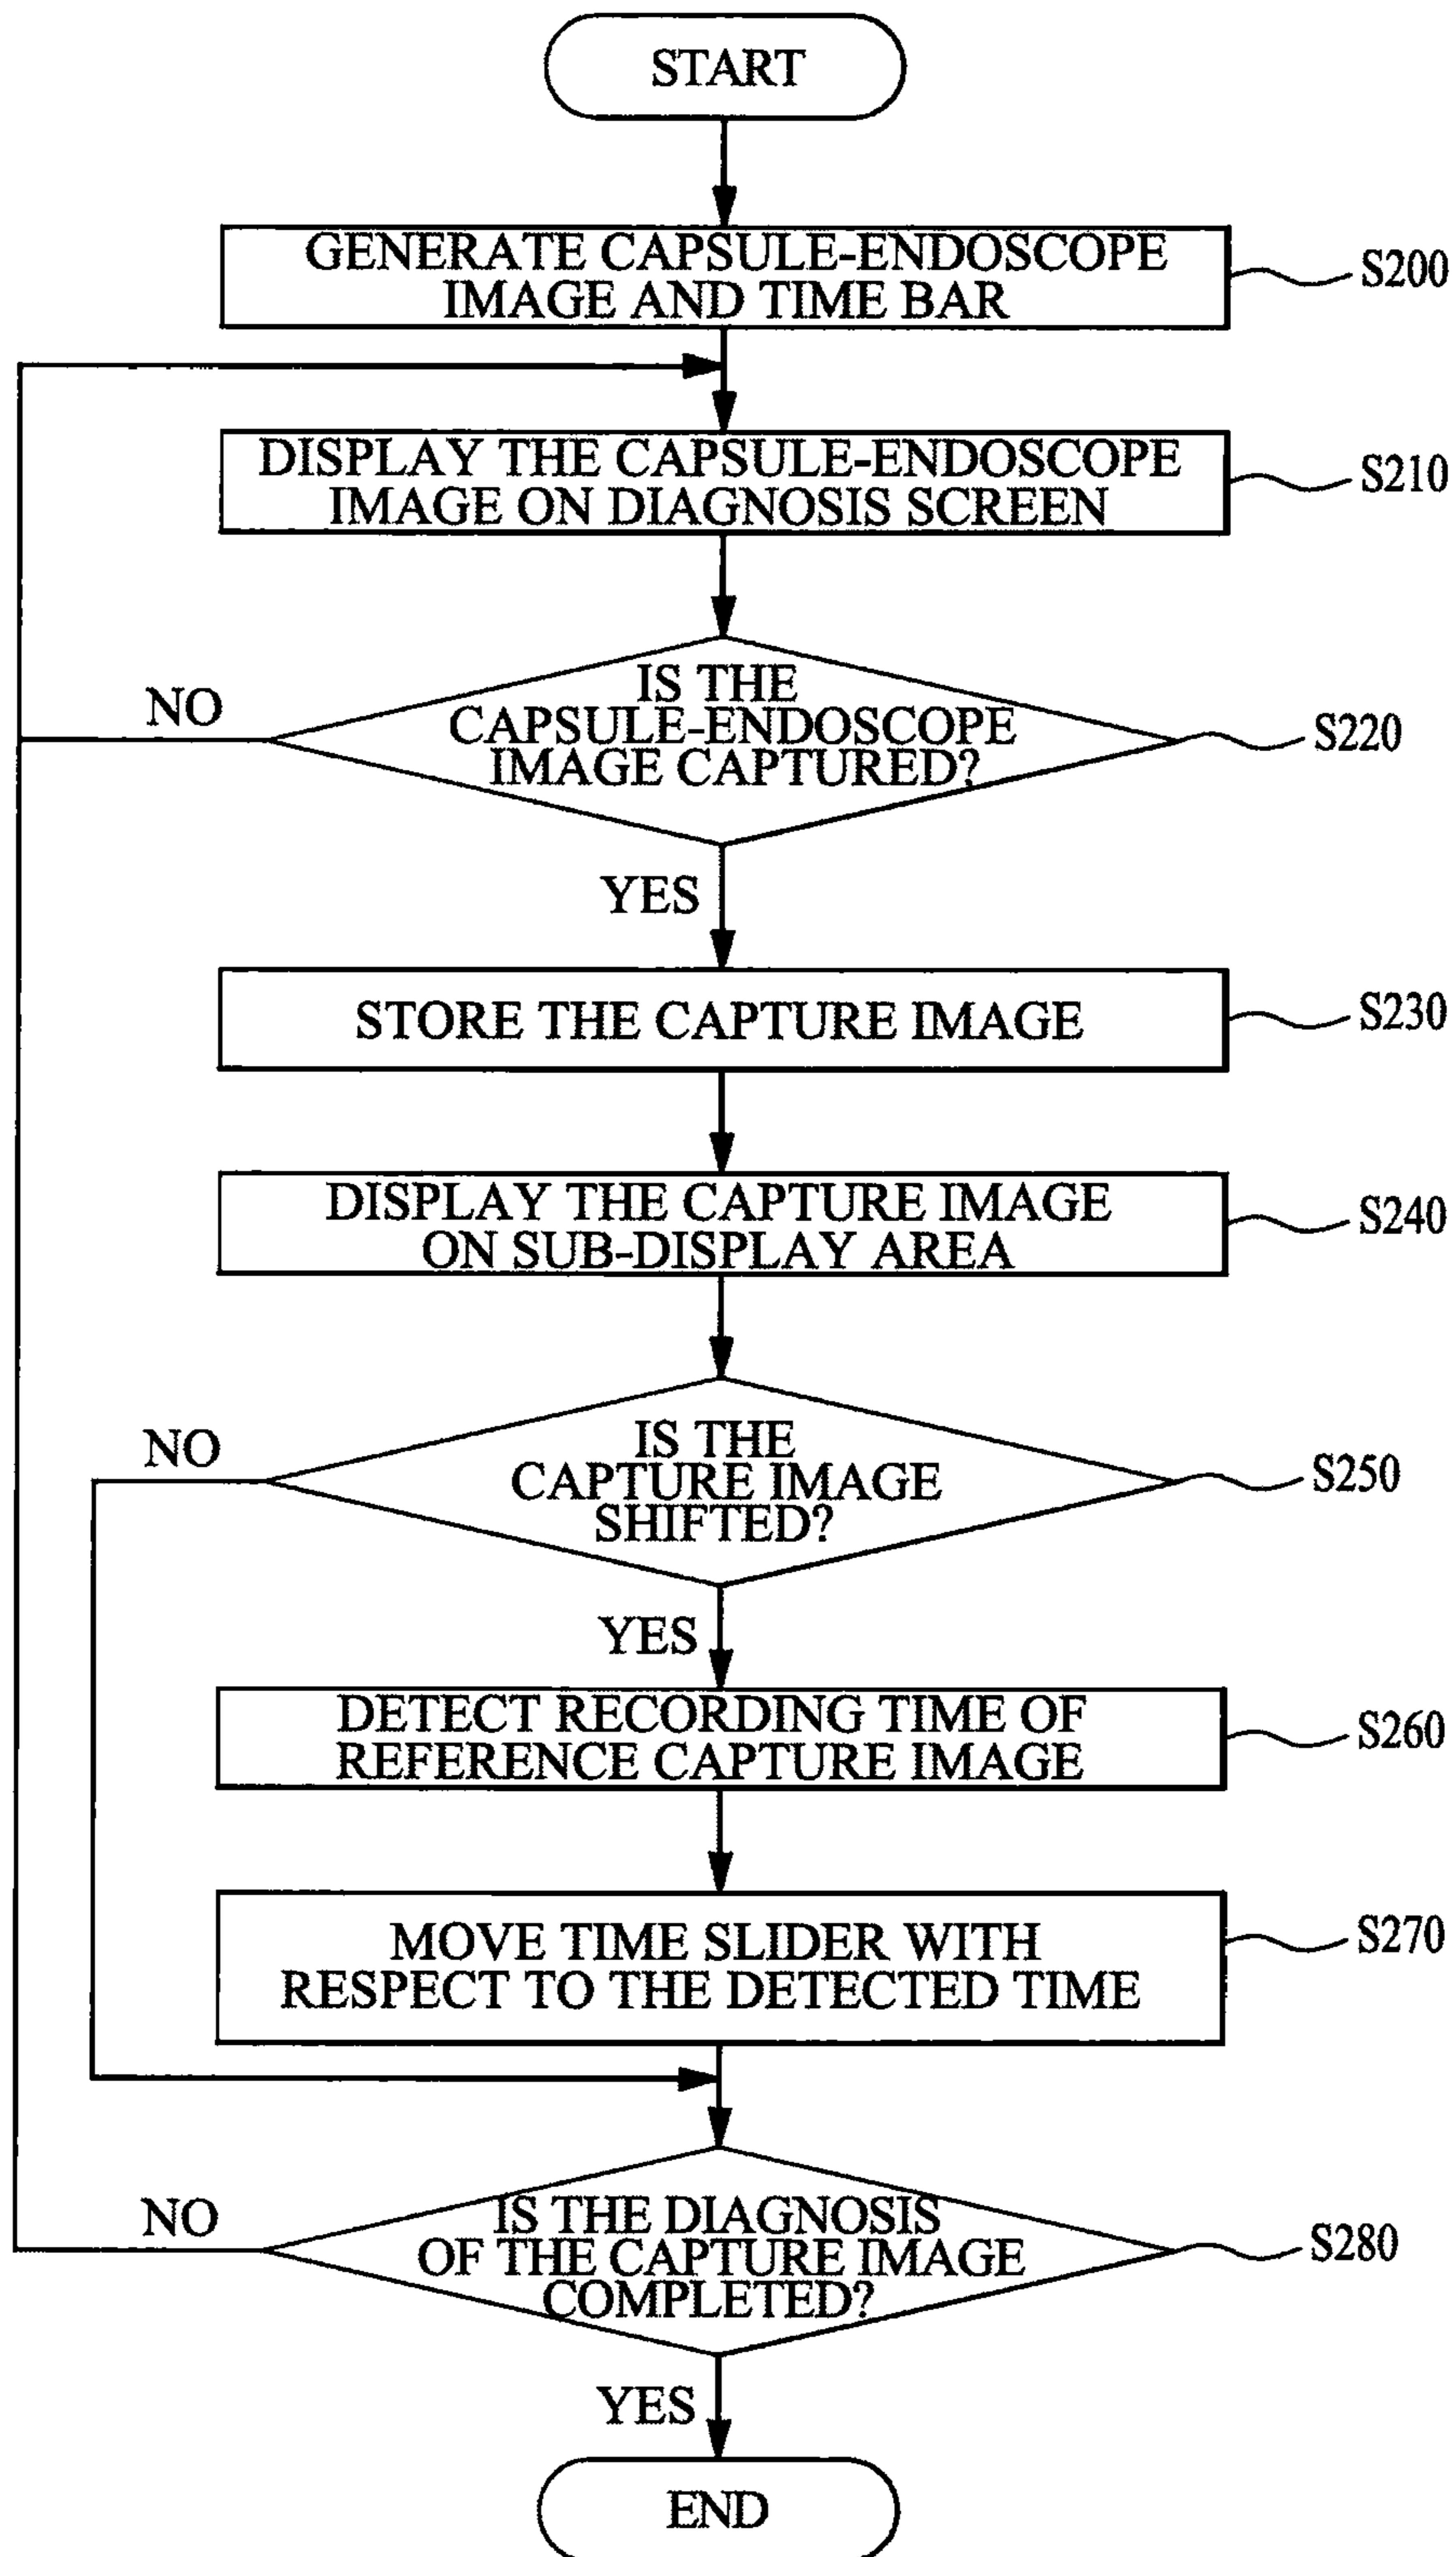 START
GENERATE CAPSULE-ENDOSCOPE
IMAGE AND TIME BAR
S200
DISPLAY THE CAPSULE-ENDOSCOPE
IMAGE ON DIAGNOSIS SCREEN
S210
IS THE
CAPSULE-ENDOSCOPE
IMAGE CAPTURED?
NO
S220
YES
STORE THE CAPTURE IMAGE
S230
DISPLAY THE CAPTURE IMAGE
ON SUB-DISPLAY AREA
S240
IS THE
CAPTURE IMAGE
SHIFTED?
NO
S250
YES
DETECT RECORDING TIME OF
REFERENCE CAPTURE IMAGE
S260
MOVE TIME SLIDER WITH
RESPECT TO THE DETECTED TIME
S270
IS THE DIAGNOSIS
OF THE CAPTURE IMAGE
COMPLETED?
NO
S280
YES
END